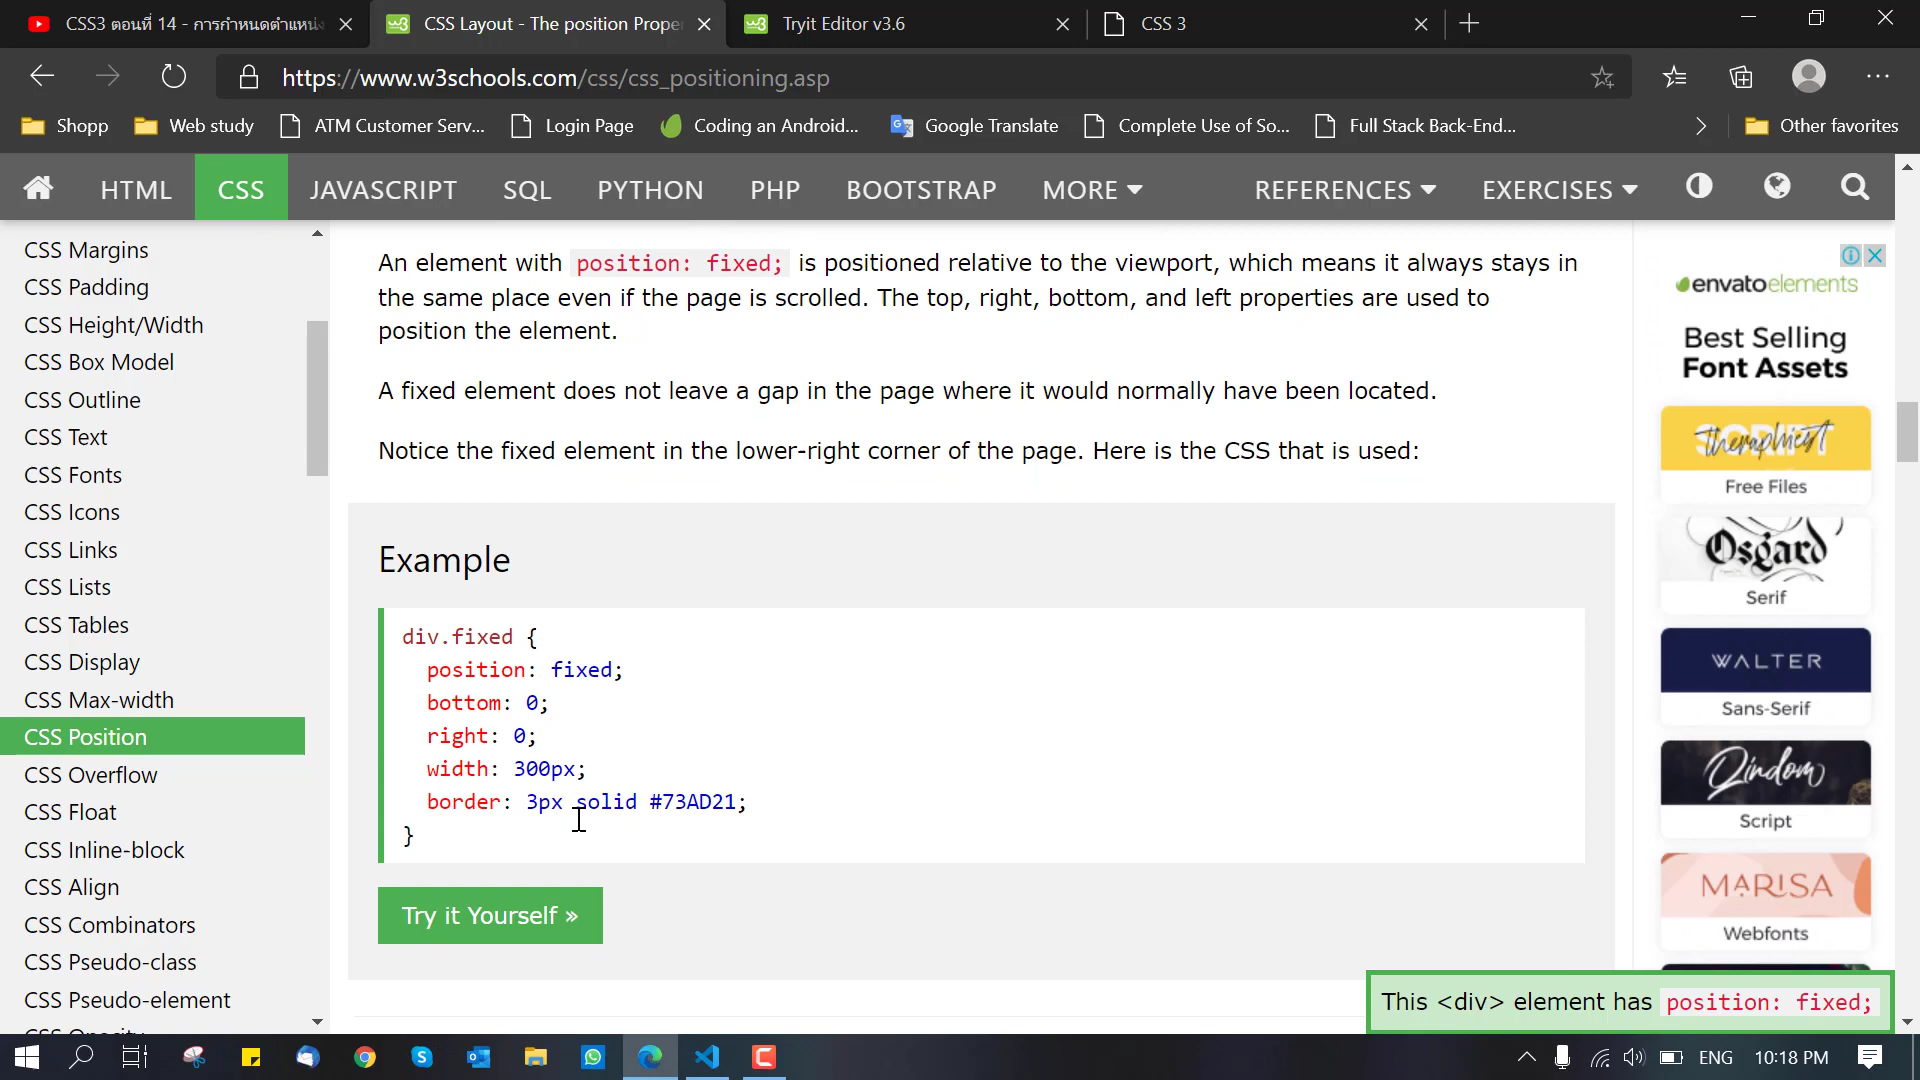 CSS3 ตอนที่ 14 - การกำหนดตำแหน่ง
CSS Layout - The position Prope
Tryit Editor v3.6
CSS 3
https://www.w3schools.com/css/css_positioning.asp
Shopp
Web study
ATM Customer Serv...
Login Page
Coding an Android...
Google Translate
Complete Use of So...
Full Stack Back-End...
Other favorites
HTML
CSS
JAVASCRIPT
SQL
PYTHON
PHP
BOOTSTRAP
MORE
REFERENCES
EXERCISES
CSS Margins
CSS Padding
CSS Height/Width
CSS Box Model
CSS Outline
CSS Text
CSS Fonts
CSS Icons
CSS Links
CSS Lists
CSS Tables
CSS Display
CSS Max-width
CSS Position
CSS Overflow
CSS Float
CSS Inline-block
CSS Align
CSS Combinators
CSS Pseudo-class
CSS Pseudo-element
CSS Opacity
An element with position: fixed; is positioned relative to the viewport, which means it always stays in
the same place even if the page is scrolled. The top, right, bottom, and left properties are used to
position the element.
A fixed element does not leave a gap in the page where it would normally have been located.
Notice the fixed element in the lower-right corner of the page. Here is the CSS that is used:
Example
div.fixed {
position: fixed;
bottom: 0;
right: 0;
width: 300px;
border: 3px solid #73AD21;
}
Try it Yourself »
envatoelements
Best Selling
Font Assets
SCRIPT
theraphiest
Free Files
Osgard
Serif
WALTER
Sans-Serif
Qindom
Script
MARISA
Webfonts
This <div> element has position: fixed;
ENG
10:18 PM